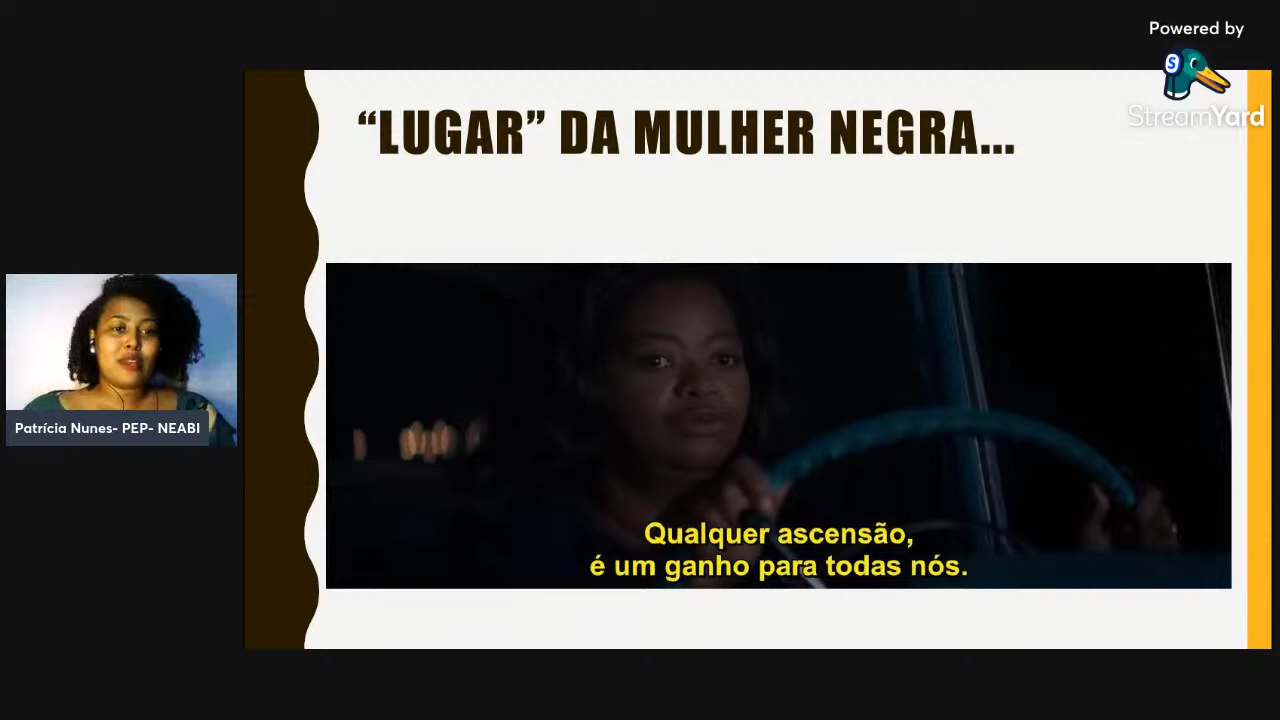 Powered by
S
StreamYard
“LUGAR” DA MULHER NEGRA...
Patrícia Nunes- PEP- NEABI
Qualquer ascensão,
é um ganho para todas nós.